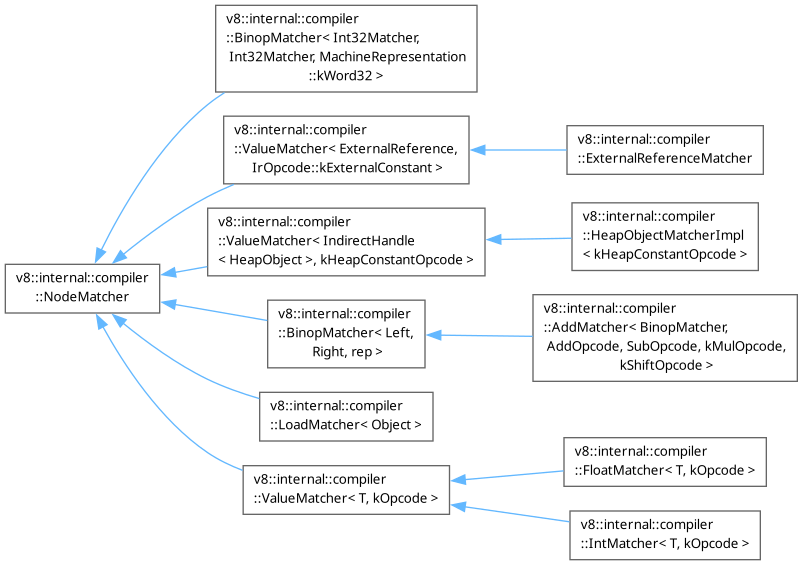 v8::internal::compiler
::BinopMatcher< Int32Matcher,
Int32Matcher, MachineRepresentation
::kWord32 >
v8::internal::compiler
::ValueMatcher< ExternalReference,
IrOpcode::kExternalConstant >
v8::internal::compiler
::ExternalReferenceMatcher
v8::internal::compiler
::ValueMatcher< IndirectHandle
< HeapObject >, kHeapConstantOpcode >
v8::internal::compiler
::HeapObjectMatcherImpl
< kHeapConstantOpcode >
v8::internal::compiler
::NodeMatcher
v8::internal::compiler
::BinopMatcher< Left,
Right, rep >
v8::internal::compiler
::AddMatcher< BinopMatcher,
AddOpcode, SubOpcode, kMulOpcode,
kShiftOpcode >
v8::internal::compiler
::LoadMatcher< Object >
v8::internal::compiler
::ValueMatcher< T, kOpcode >
v8::internal::compiler
::FloatMatcher< T, kOpcode >
v8::internal::compiler
::IntMatcher< T, kOpcode >